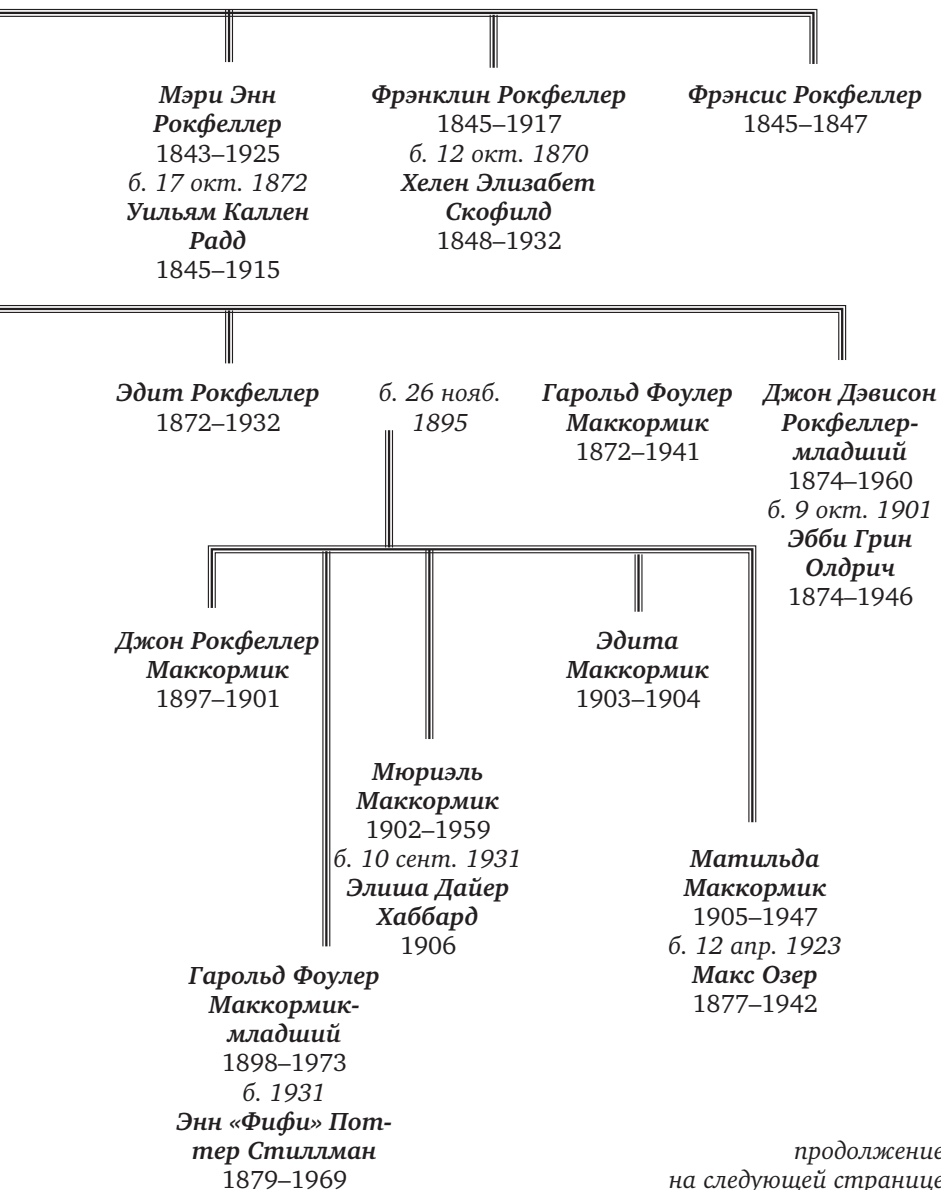 Мэри Энн
Рокфеллер
1843–1925
б. 17 окт. 1872
Уильям Каллен
Радд
1845–1915
Фрэнклин Рокфеллер
1845–1917
б. 12 окт. 1870
Хелен Элизабет
Скофилд
1848–1932
Фрэнсис Рокфеллер
1845–1847
Эдит Рокфеллер
1872–1932
б. 26 нояб.
1895
Гарольд Фоулер
Маккормик
1872–1941
Джон Дэвисон
Рокфеллер-
младший
1874–1960
б. 9 окт. 1901
Эбби Грин
Олдрич
1874–1946
Джон Рокфеллер
Маккормик
1897–1901
Эдита
Маккормик
1903–1904
Мюриэль
Маккормик
1902–1959
б. 10 сент. 1931
Элиша Дайер
Хаббард
1906
Матильда
Маккормик
1905–1947
б. 12 апр. 1923
Макс Озер
1877–1942
Гарольд Фоулер
Маккормик-
младший
1898–1973
б. 1931
Энн «Фифи» Пот-
тер Стиллман
1879–1969
продолжение
на следующей странице